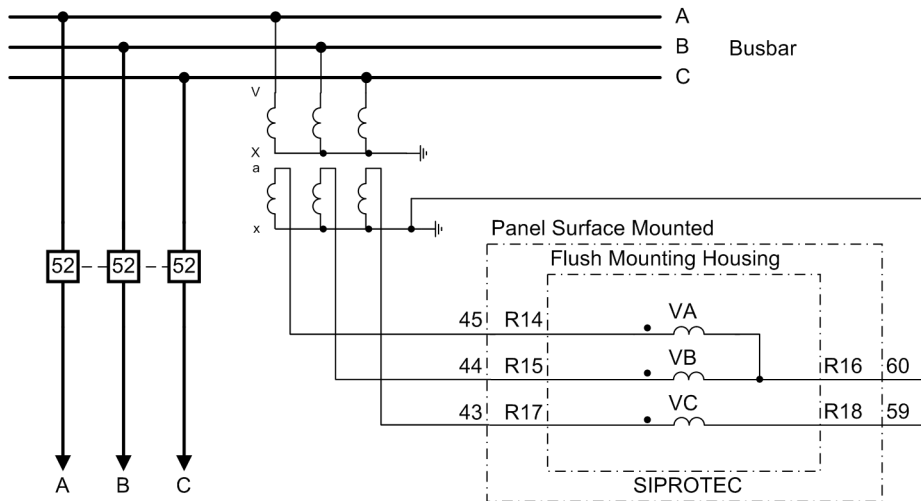 A
B Busbar
C
V
X
a
x
Panel Surface Mounted
52 52 52
Flush Mounting Housing
45 R14 VA
44 R15 VB R16 60
43 R17 VC R18 59
A B C
SIPROTEC